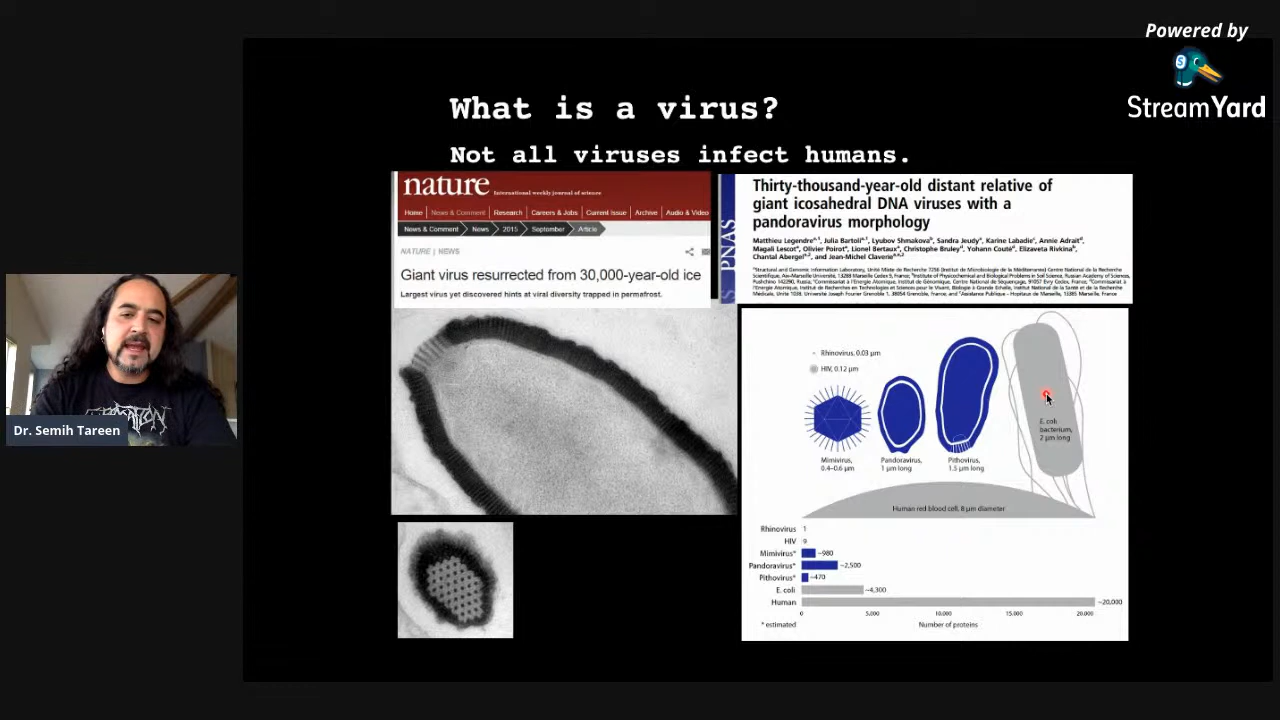 Powered by
StreamYard
What is a virus?
Not all viruses infect humans.
nature International weekly journal of science
Home | News & Comment | Research | Careers & Jobs | Current Issue | Archive | Audio & Video
News & Comment News 2015 September Article
NATURE | NEWS
Giant virus resurrected from 30,000-year-old ice
Largest virus yet discovered hints at viral diversity trapped in permafrost.
PNAS
Thirty-thousand-year-old distant relative of
giant icosahedral DNA viruses with a
pandoravirus morphology
Matthieu Legendre, Julia Bartoli, Lyubov Shmakova, Sandra Jeudy, Karine Labadie, Annie Adrait,
Magali Lescot, Olivier Poirot, Lionel Bertaux, Christophe Bruley, Yohann Couté, Elizaveta Rivkina,
Chantal Abergel, and Jean-Michel Claverie
Rhinovirus, 0.03 µm
HIV, 0.12 µm
Mimivirus,
0.4–0.6 µm
Pandoravirus,
1 µm long
Pithovirus,
1.5 µm long
E. coli
bacterium,
2 µm long
Human red blood cell, 8 µm diameter
Rhinovirus 1
HIV 9
Mimivirus* ~980
Pandoravirus* ~2,500
Pithovirus* ~470
E. coli ~4,300
Human ~20,000
0 5,000 10,000 15,000 20,000
* estimated Number of proteins
Dr. Semih Tareen